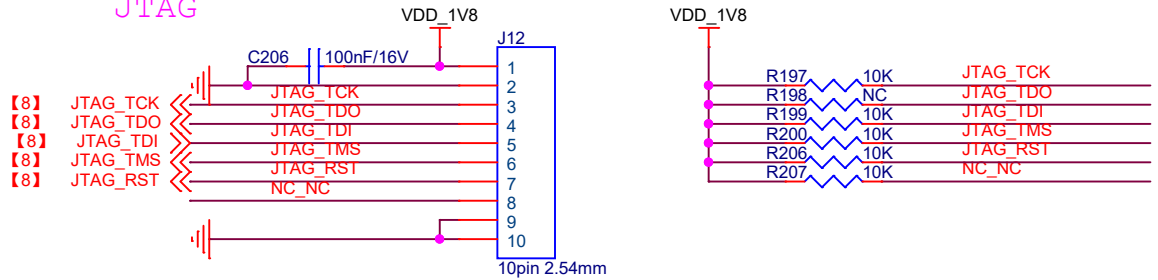 JTAG
VDD_1V8
J12
C206 100nF/16V
1
2
JTAG_TCK
【8】 JTAG_TCK 3
JTAG_TDO
【8】 JTAG_TDO 4
JTAG_TDI
【8】 JTAG_TDI 5
JTAG_TMS
【8】 JTAG_TMS 6
JTAG_RST
【8】 JTAG_RST 7
NC_NC
8
9
10
10pin 2.54mm
VDD_1V8
R197 10K JTAG_TCK
R198 NC JTAG_TDO
R199 10K JTAG_TDI
R200 10K JTAG_TMS
R206 10K JTAG_RST
R207 10K NC_NC